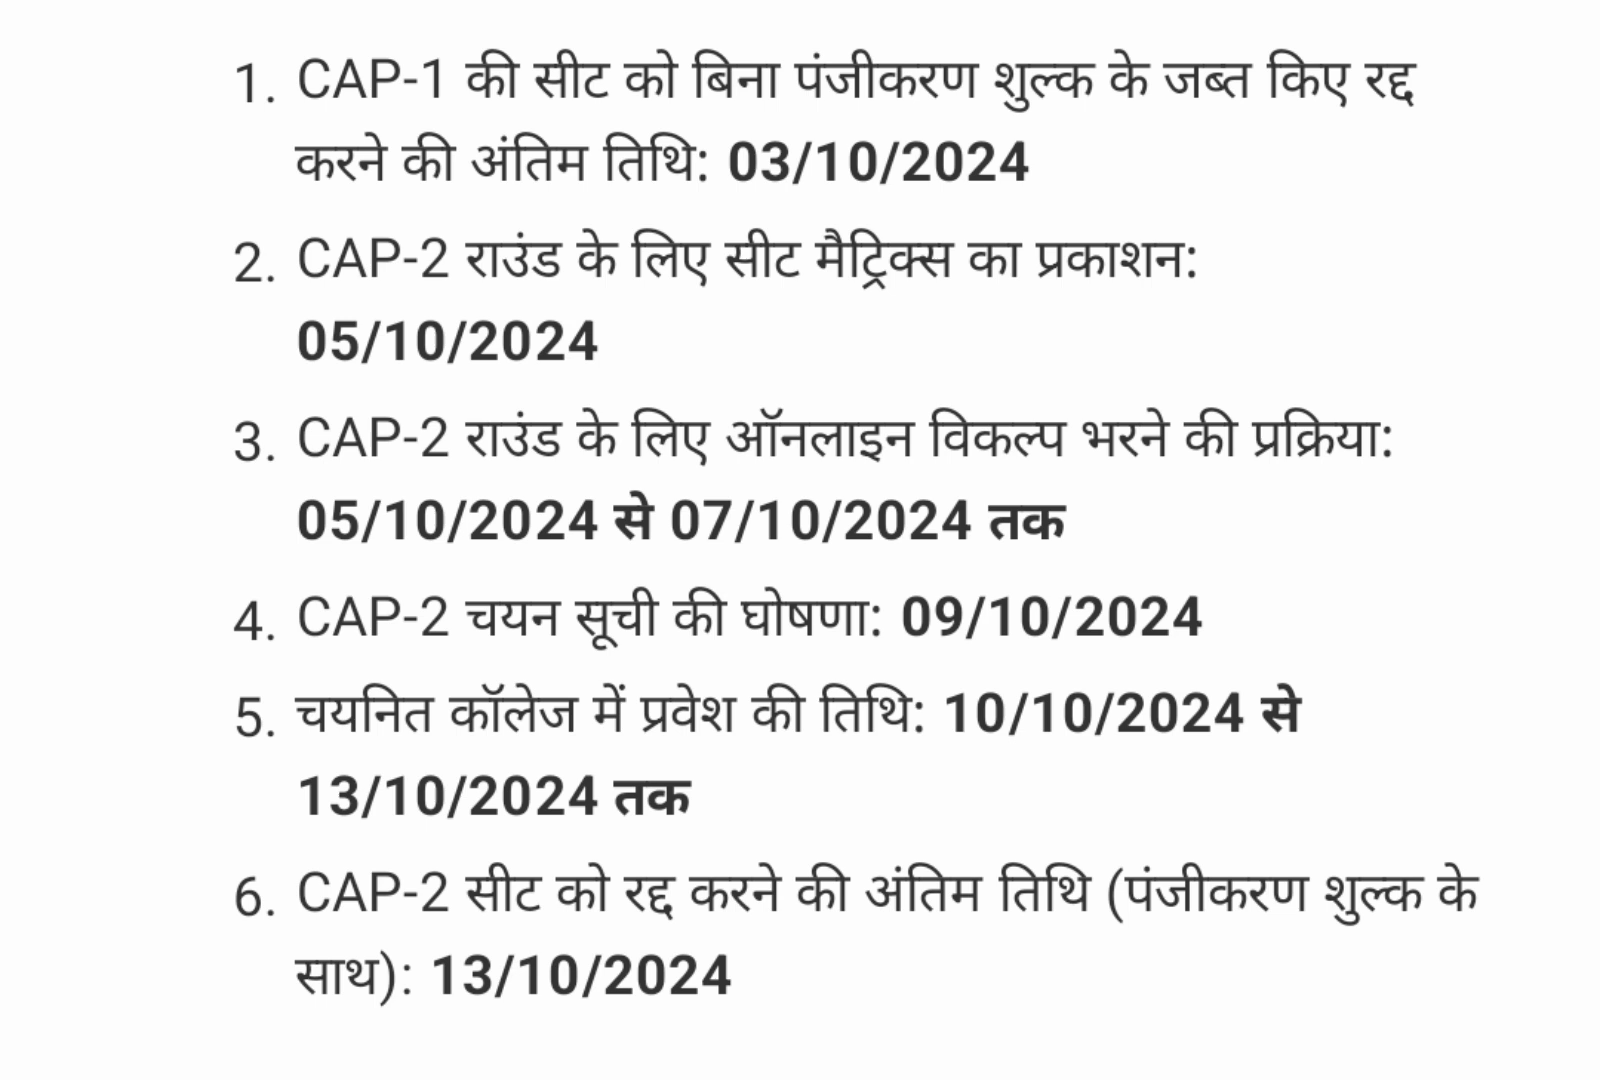 1. CAP-1 की सीट को बिना पंजीकरण शुल्क के जब्त किए रद्द
करने की अंतिम तिथि: 03/10/2024
2. CAP-2 राउंड के लिए सीट मैट्रिक्स का प्रकाशन:
05/10/2024
3. CAP-2 राउंड के लिए ऑनलाइन विकल्प भरने की प्रक्रिया:
05/10/2024 से 07/10/2024 तक
4. CAP-2 चयन सूची की घोषणा: 09/10/2024
5. चयनित कॉलेज में प्रवेश की तिथि: 10/10/2024 से
13/10/2024 तक
6. CAP-2 सीट को रद्द करने की अंतिम तिथि (पंजीकरण शुल्क के
साथ): 13/10/2024